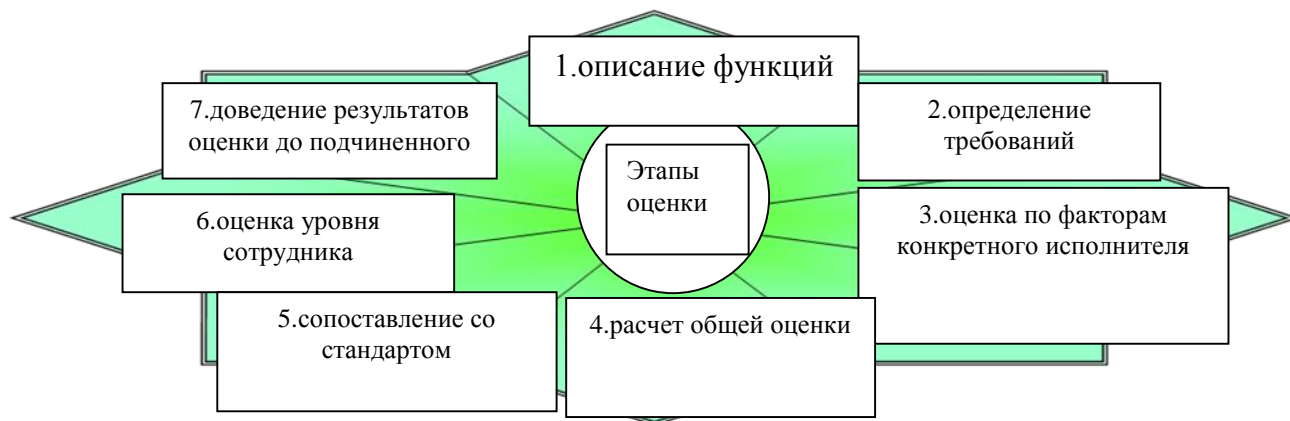 1.описание функций
7.доведение результатов
оценки до подчиненного
2.определение
требований
Этапы
оценки
6.оценка уровня
сотрудника
3.оценка по факторам
конкретного исполнителя
5.сопоставление со
стандартом
4.расчет общей оценки